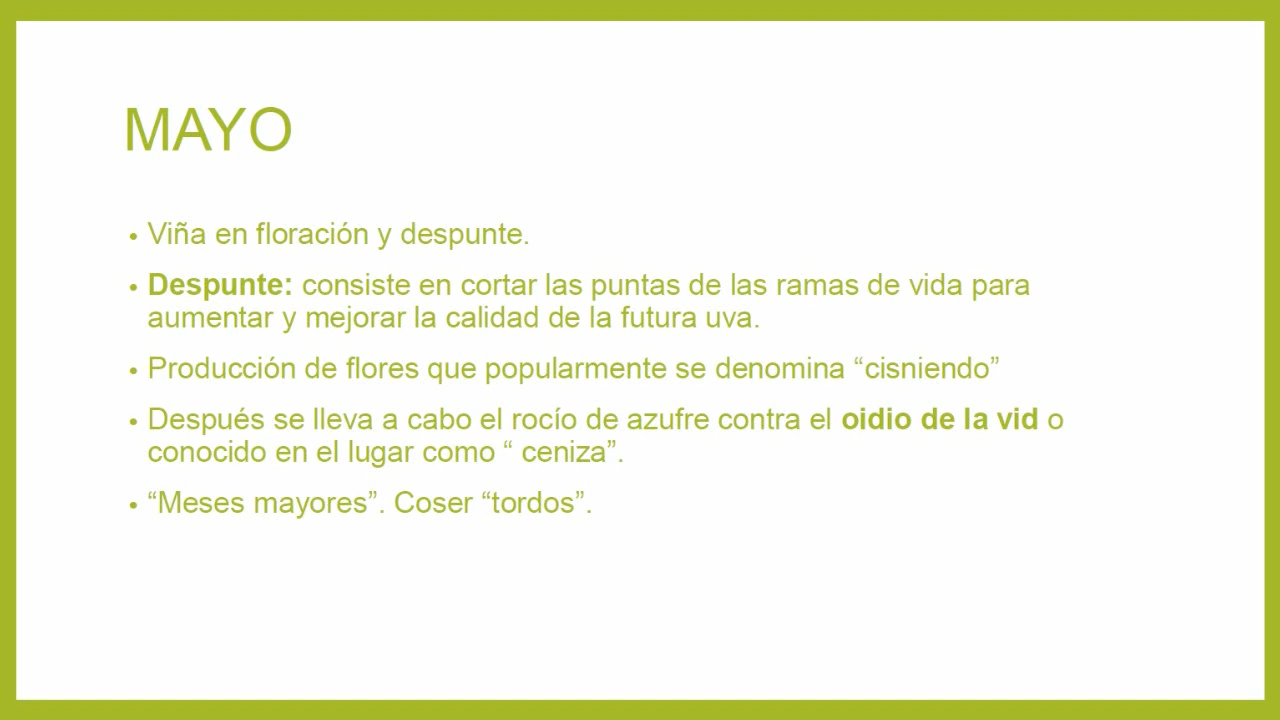 MAYO
• Viña en floración y despunte.
• Despunte: consiste en cortar las puntas de las ramas de vida para
aumentar y mejorar la calidad de la futura uva.
• Producción de flores que popularmente se denomina “cisniendo”
• Después se lleva a cabo el rocío de azufre contra el oidio de la vid o
conocido en el lugar como “ ceniza”.
• “Meses mayores”. Coser “tordos”.